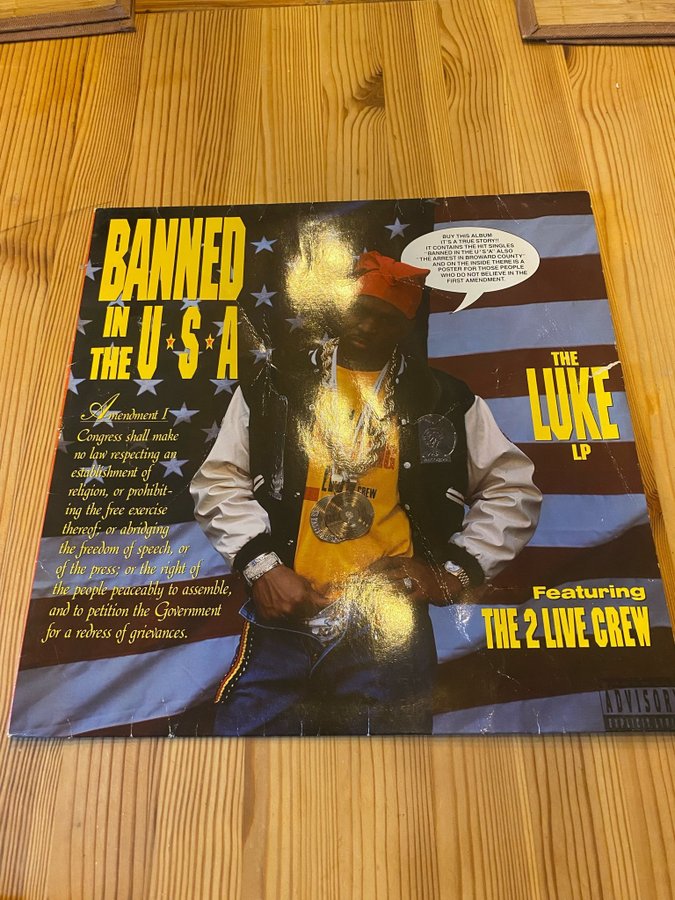 BANNED
IN
THE U★S★A
BUY THIS ALBUM
IT'S A TRUE STORY!!
IT CONTAINS THE HIT SINGLES
"BANNED IN THE U*S*A" ALSO
"THE ARREST IN BROWARD COUNTY"
AND ON THE INSIDE THERE IS A
POSTER FOR THOSE PEOPLE
WHO DO NOT BELIEVE IN THE
FIRST AMENDMENT.
THE
LUKE
LP
Amendment I
Congress shall make
no law respecting an
establishment of
religion, or prohibit-
ing the free exercise
thereof; or abridging
the freedom of speech, or
of the press; or the right of
the people peaceably to assemble,
and to petition the Government
for a redress of grievances.
CREW
Featuring
THE 2 LIVE CREW
ADVISORY
EXPLICIT LYRICS